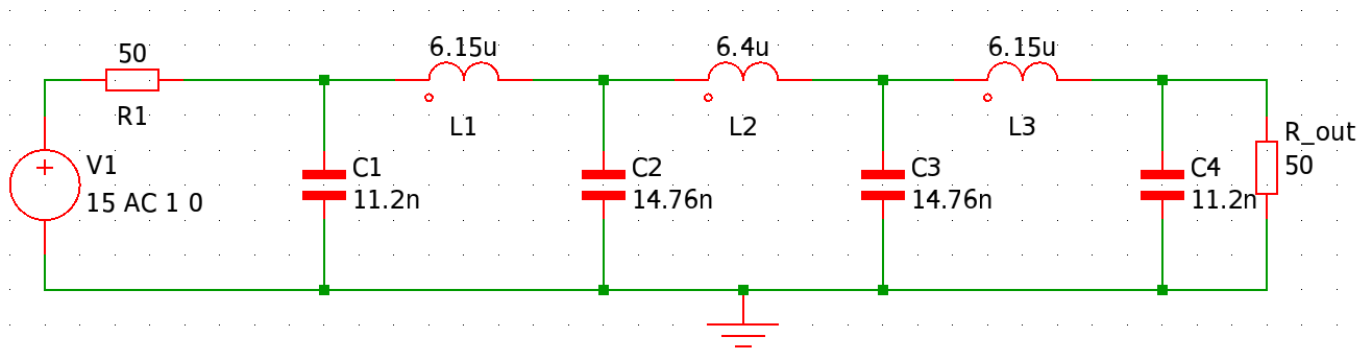 50
R1
V1
15 AC 1 0
6.15u
L1
6.4u
L2
6.15u
L3
C1
11.2n
C2
14.76n
C3
14.76n
C4
11.2n
R_out
50